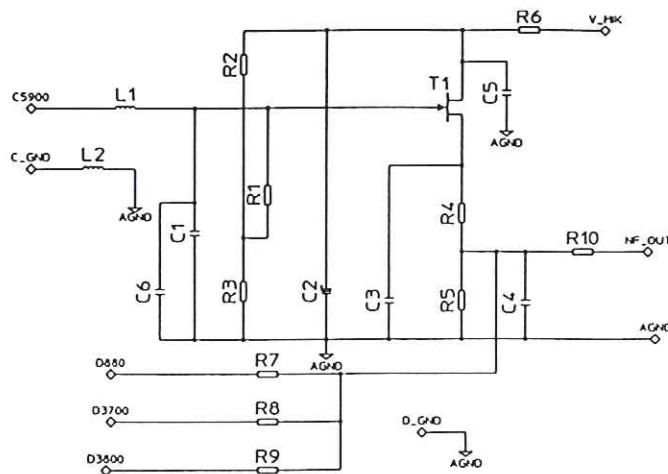 R6
V_MIK
R2
T1
C5900
L1
C5
AGND
C_GND
L2
R1
AGND
C1
R4
R10
NF_OUT
C6
R3
C2
C3
R5
C4
AGND
D880
R7
AGND
D3700
R8
D_GND
D3800
R9
AGND